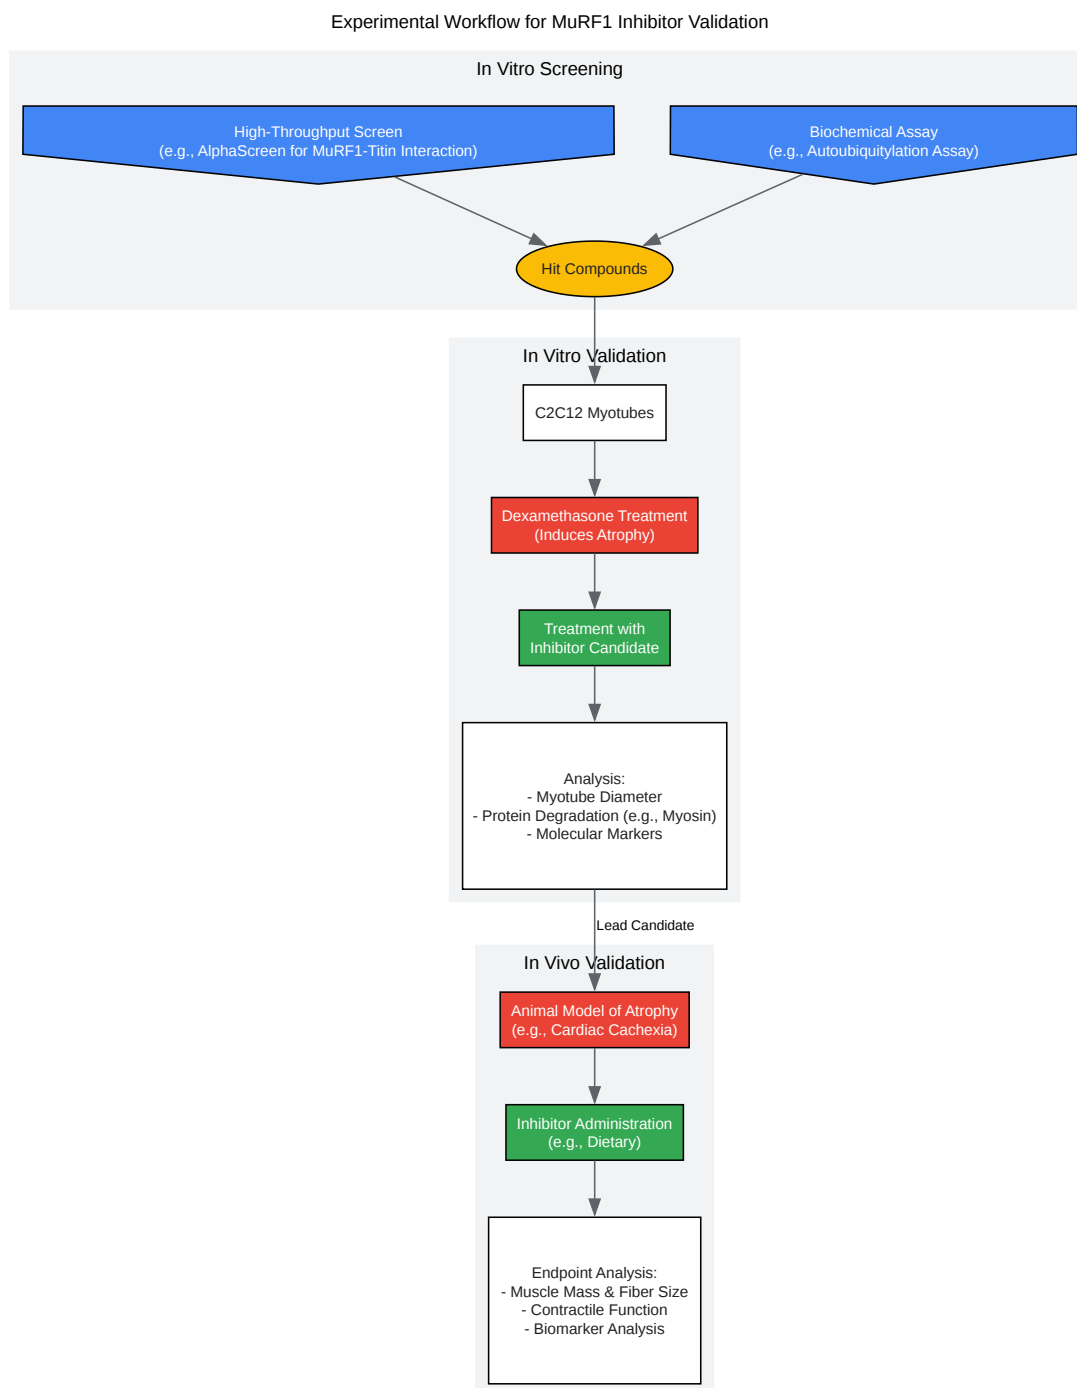 Experimental Workflow for MuRF1 Inhibitor Validation
In Vitro Screening
High-Throughput Screen
(e.g., AlphaScreen for MuRF1-Titin Interaction)
Biochemical Assay
(e.g., Autoubiquitylation Assay)
Hit Compounds
In Vitro Validation
C2C12 Myotubes
Dexamethasone Treatment
(Induces Atrophy)
Treatment with
Inhibitor Candidate
Analysis:
- Myotube Diameter
- Protein Degradation (e.g., Myosin)
- Molecular Markers
Lead Candidate
In Vivo Validation
Animal Model of Atrophy
(e.g., Cardiac Cachexia)
Inhibitor Administration
(e.g., Dietary)
Endpoint Analysis:
- Muscle Mass & Fiber Size
- Contractile Function
- Biomarker Analysis